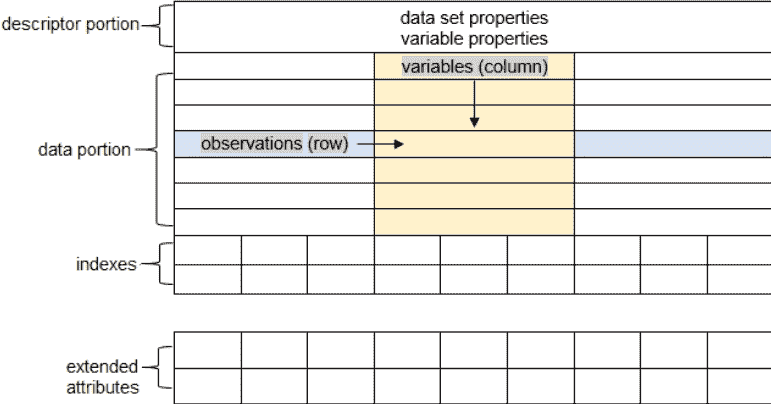 descriptor portion
data set properties
variable properties
variables (column)
observations (row)
data portion
indexes
extended
attributes